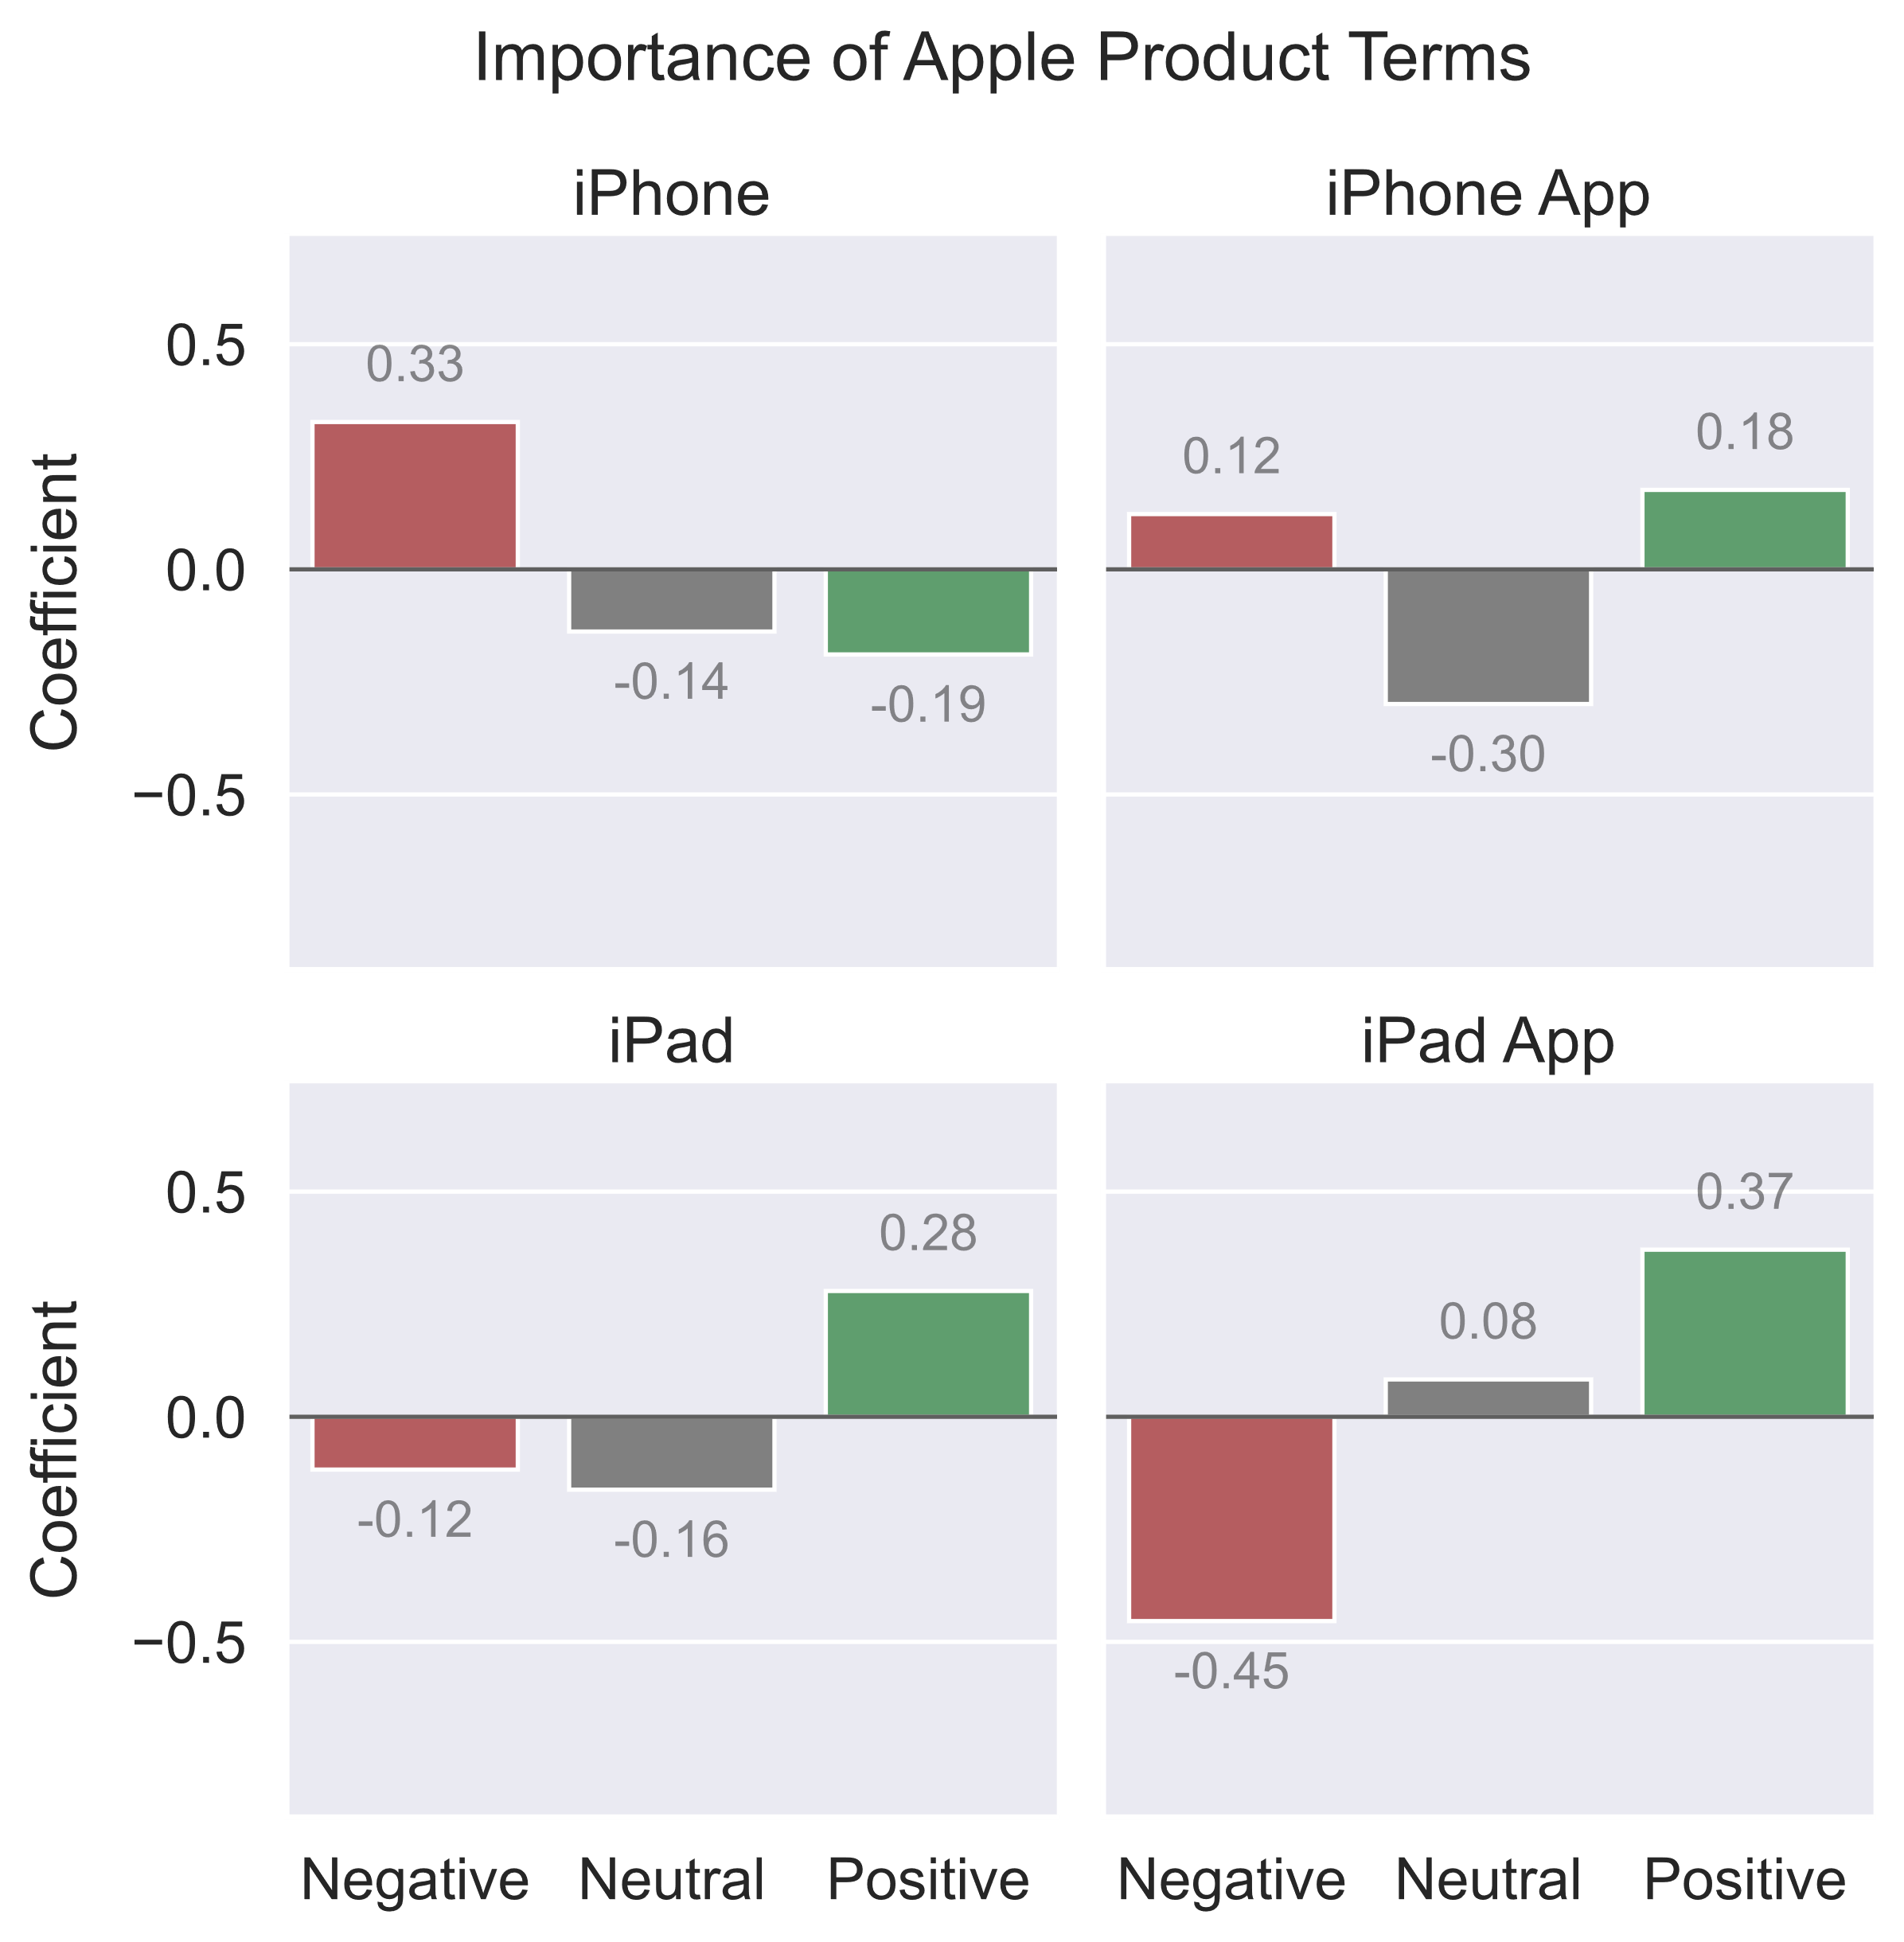 Importance of Apple Product Terms
iPhone
iPhone App
Coefficient
0.5
0.0
−0.5
0.33
-0.14
-0.19
0.12
-0.30
0.18
iPad
iPad App
Coefficient
0.5
0.0
−0.5
-0.12
-0.16
0.28
-0.45
0.08
0.37
Negative Neutral Positive
Negative Neutral Positive